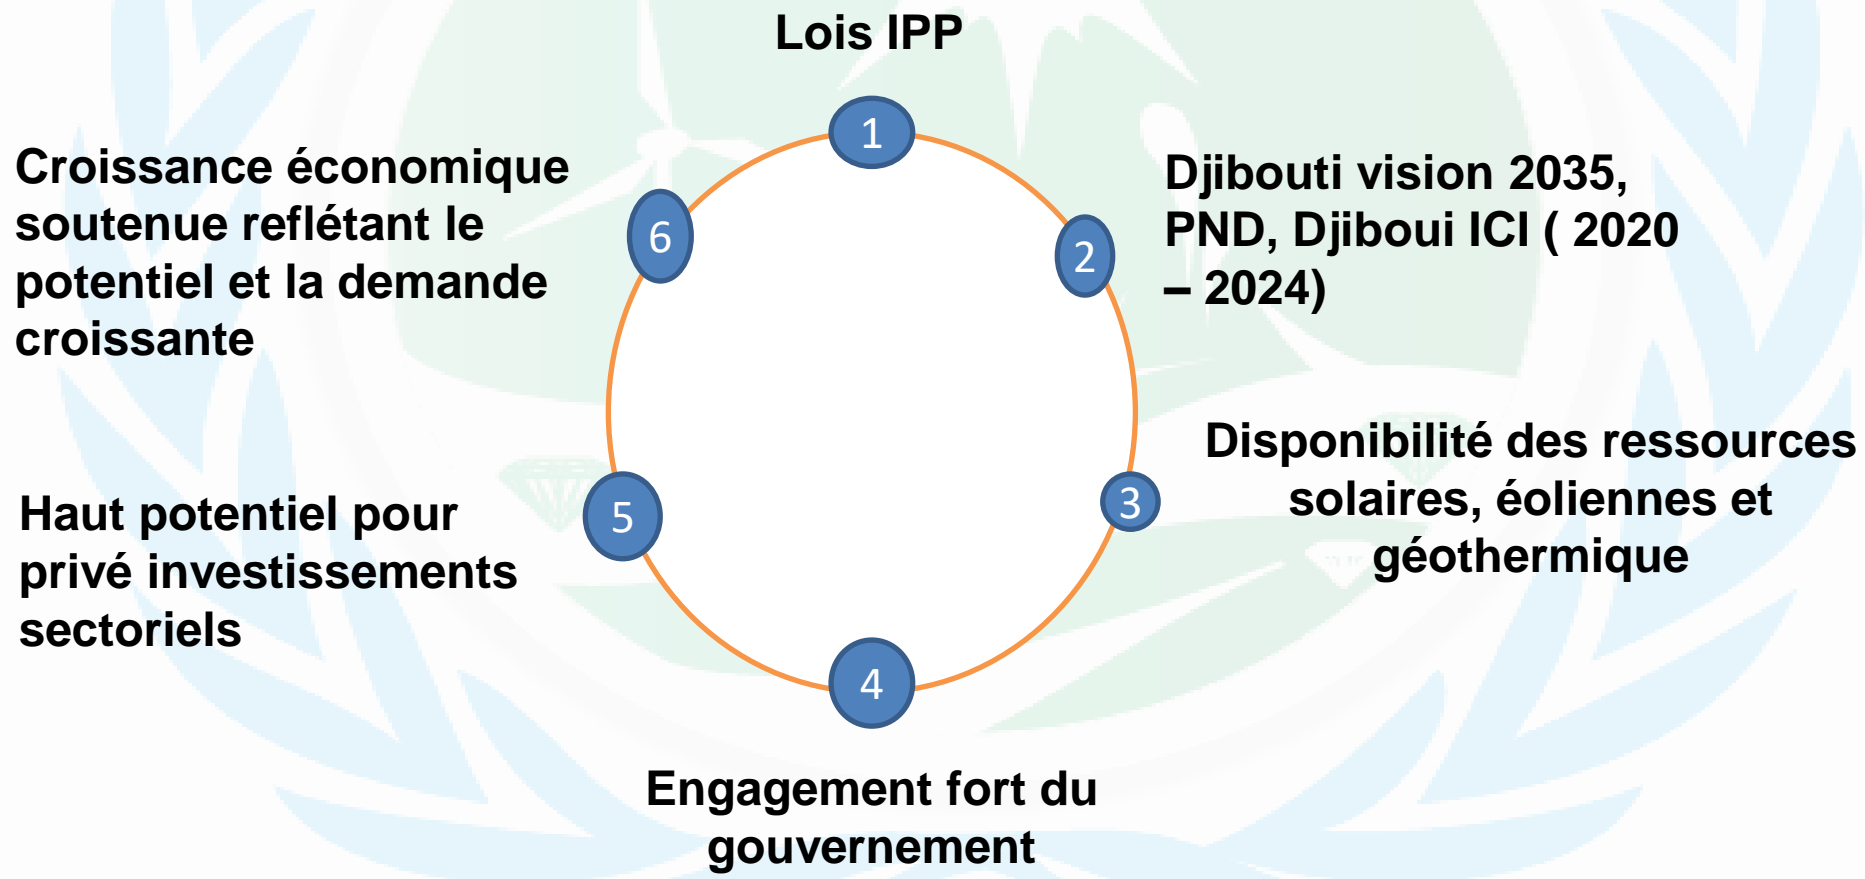 Lois IPP
1
Djibouti vision 2035,
PND, Djiboui ICI ( 2020
– 2024)
2
Disponibilité des ressources
solaires, éoliennes et
géothermique
3
4
Engagement fort du
gouvernement
5
Haut potentiel pour
privé investissements
sectoriels
6
Croissance économique
soutenue reflétant le
potentiel et la demande
croissante